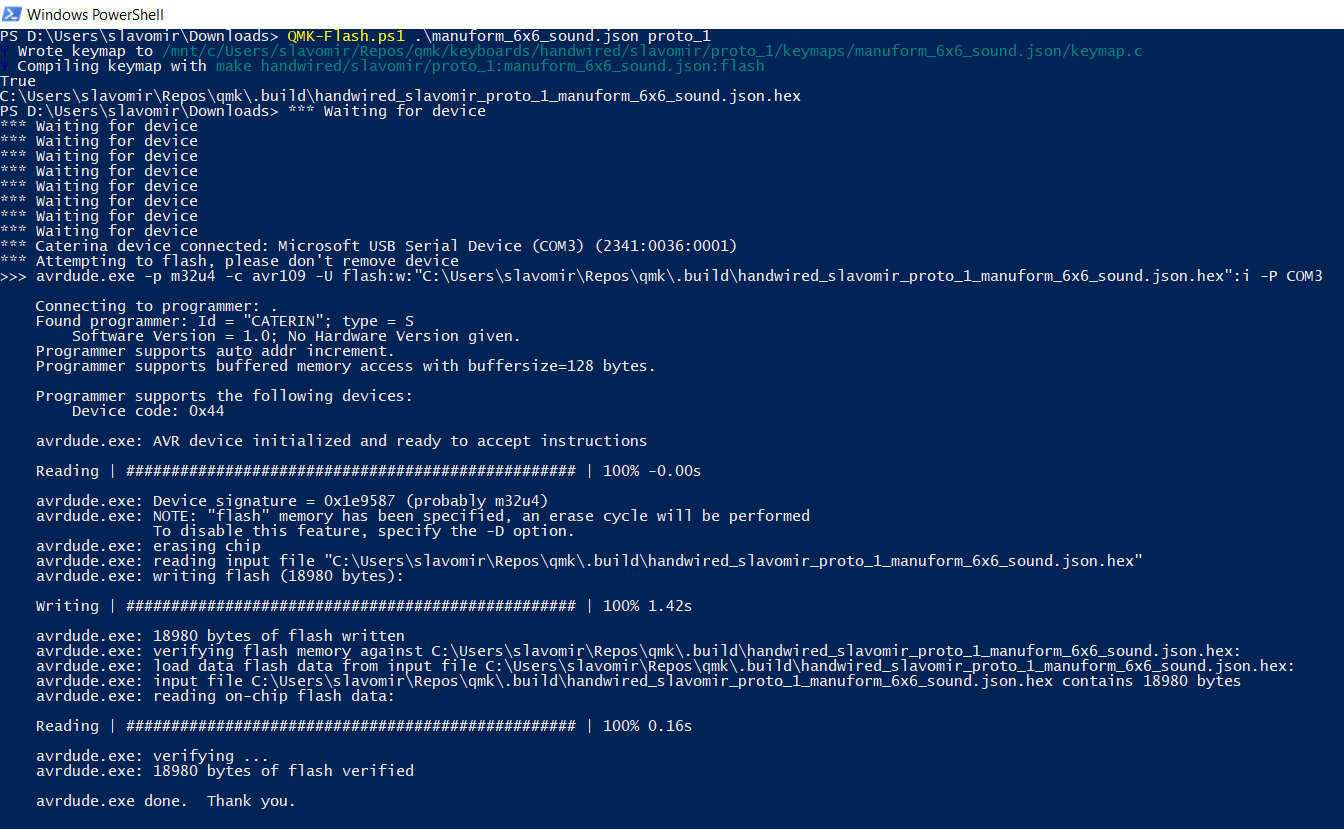 Windows PowerShell
PS D:\Users\slavomir\Downloads> QMK-Flash.ps1 .\manuform_6x6_sound.json proto_1
Wrote keymap to /mnt/c/Users/slavomir/Repos/qmk/keyboards/handwired/slavomir/proto_1/keymaps/manuform_6x6_sound.json/keymap.c
Compiling keymap with make handwired/slavomir/proto_1:manuform_6x6_sound.json:flash
True
C:\Users\slavomir\Repos\qmk\.build\handwired_slavomir_proto_1_manuform_6x6_sound.json.hex
PS D:\Users\slavomir\Downloads> *** Waiting for device
*** Waiting for device
*** Waiting for device
*** Waiting for device
*** Waiting for device
*** Waiting for device
*** Waiting for device
*** Waiting for device
*** Waiting for device
*** Caterina device connected: Microsoft USB Serial Device (COM3) (2341:0036:0001)
*** Attempting to flash, please don't remove device
>>> avrdude.exe -p m32u4 -c avr109 -U flash:w:"C:\Users\slavomir\Repos\qmk\.build\handwired_slavomir_proto_1_manuform_6x6_sound.json.hex":i -P COM3
Connecting to programmer: .
Found programmer: Id = "CATERIN"; type = S
Software Version = 1.0; No Hardware Version given.
Programmer supports auto addr increment.
Programmer supports buffered memory access with buffersize=128 bytes.
Programmer supports the following devices:
Device code: 0x44
avrdude.exe: AVR device initialized and ready to accept instructions
Reading | ################################################## | 100% -0.00s
avrdude.exe: Device signature = 0x1e9587 (probably m32u4)
avrdude.exe: NOTE: "flash" memory has been specified, an erase cycle will be performed
To disable this feature, specify the -D option.
avrdude.exe: erasing chip
avrdude.exe: reading input file "C:\Users\slavomir\Repos\qmk\.build\handwired_slavomir_proto_1_manuform_6x6_sound.json.hex"
avrdude.exe: writing flash (18980 bytes):
Writing | ################################################## | 100% 1.42s
avrdude.exe: 18980 bytes of flash written
avrdude.exe: verifying flash memory against C:\Users\slavomir\Repos\qmk\.build\handwired_slavomir_proto_1_manuform_6x6_sound.json.hex:
avrdude.exe: load data flash data from input file C:\Users\slavomir\Repos\qmk\.build\handwired_slavomir_proto_1_manuform_6x6_sound.json.hex:
avrdude.exe: input file C:\Users\slavomir\Repos\qmk\.build\handwired_slavomir_proto_1_manuform_6x6_sound.json.hex contains 18980 bytes
avrdude.exe: reading on-chip flash data:
Reading | ################################################## | 100% 0.16s
avrdude.exe: verifying ...
avrdude.exe: 18980 bytes of flash verified
avrdude.exe done.  Thank you.